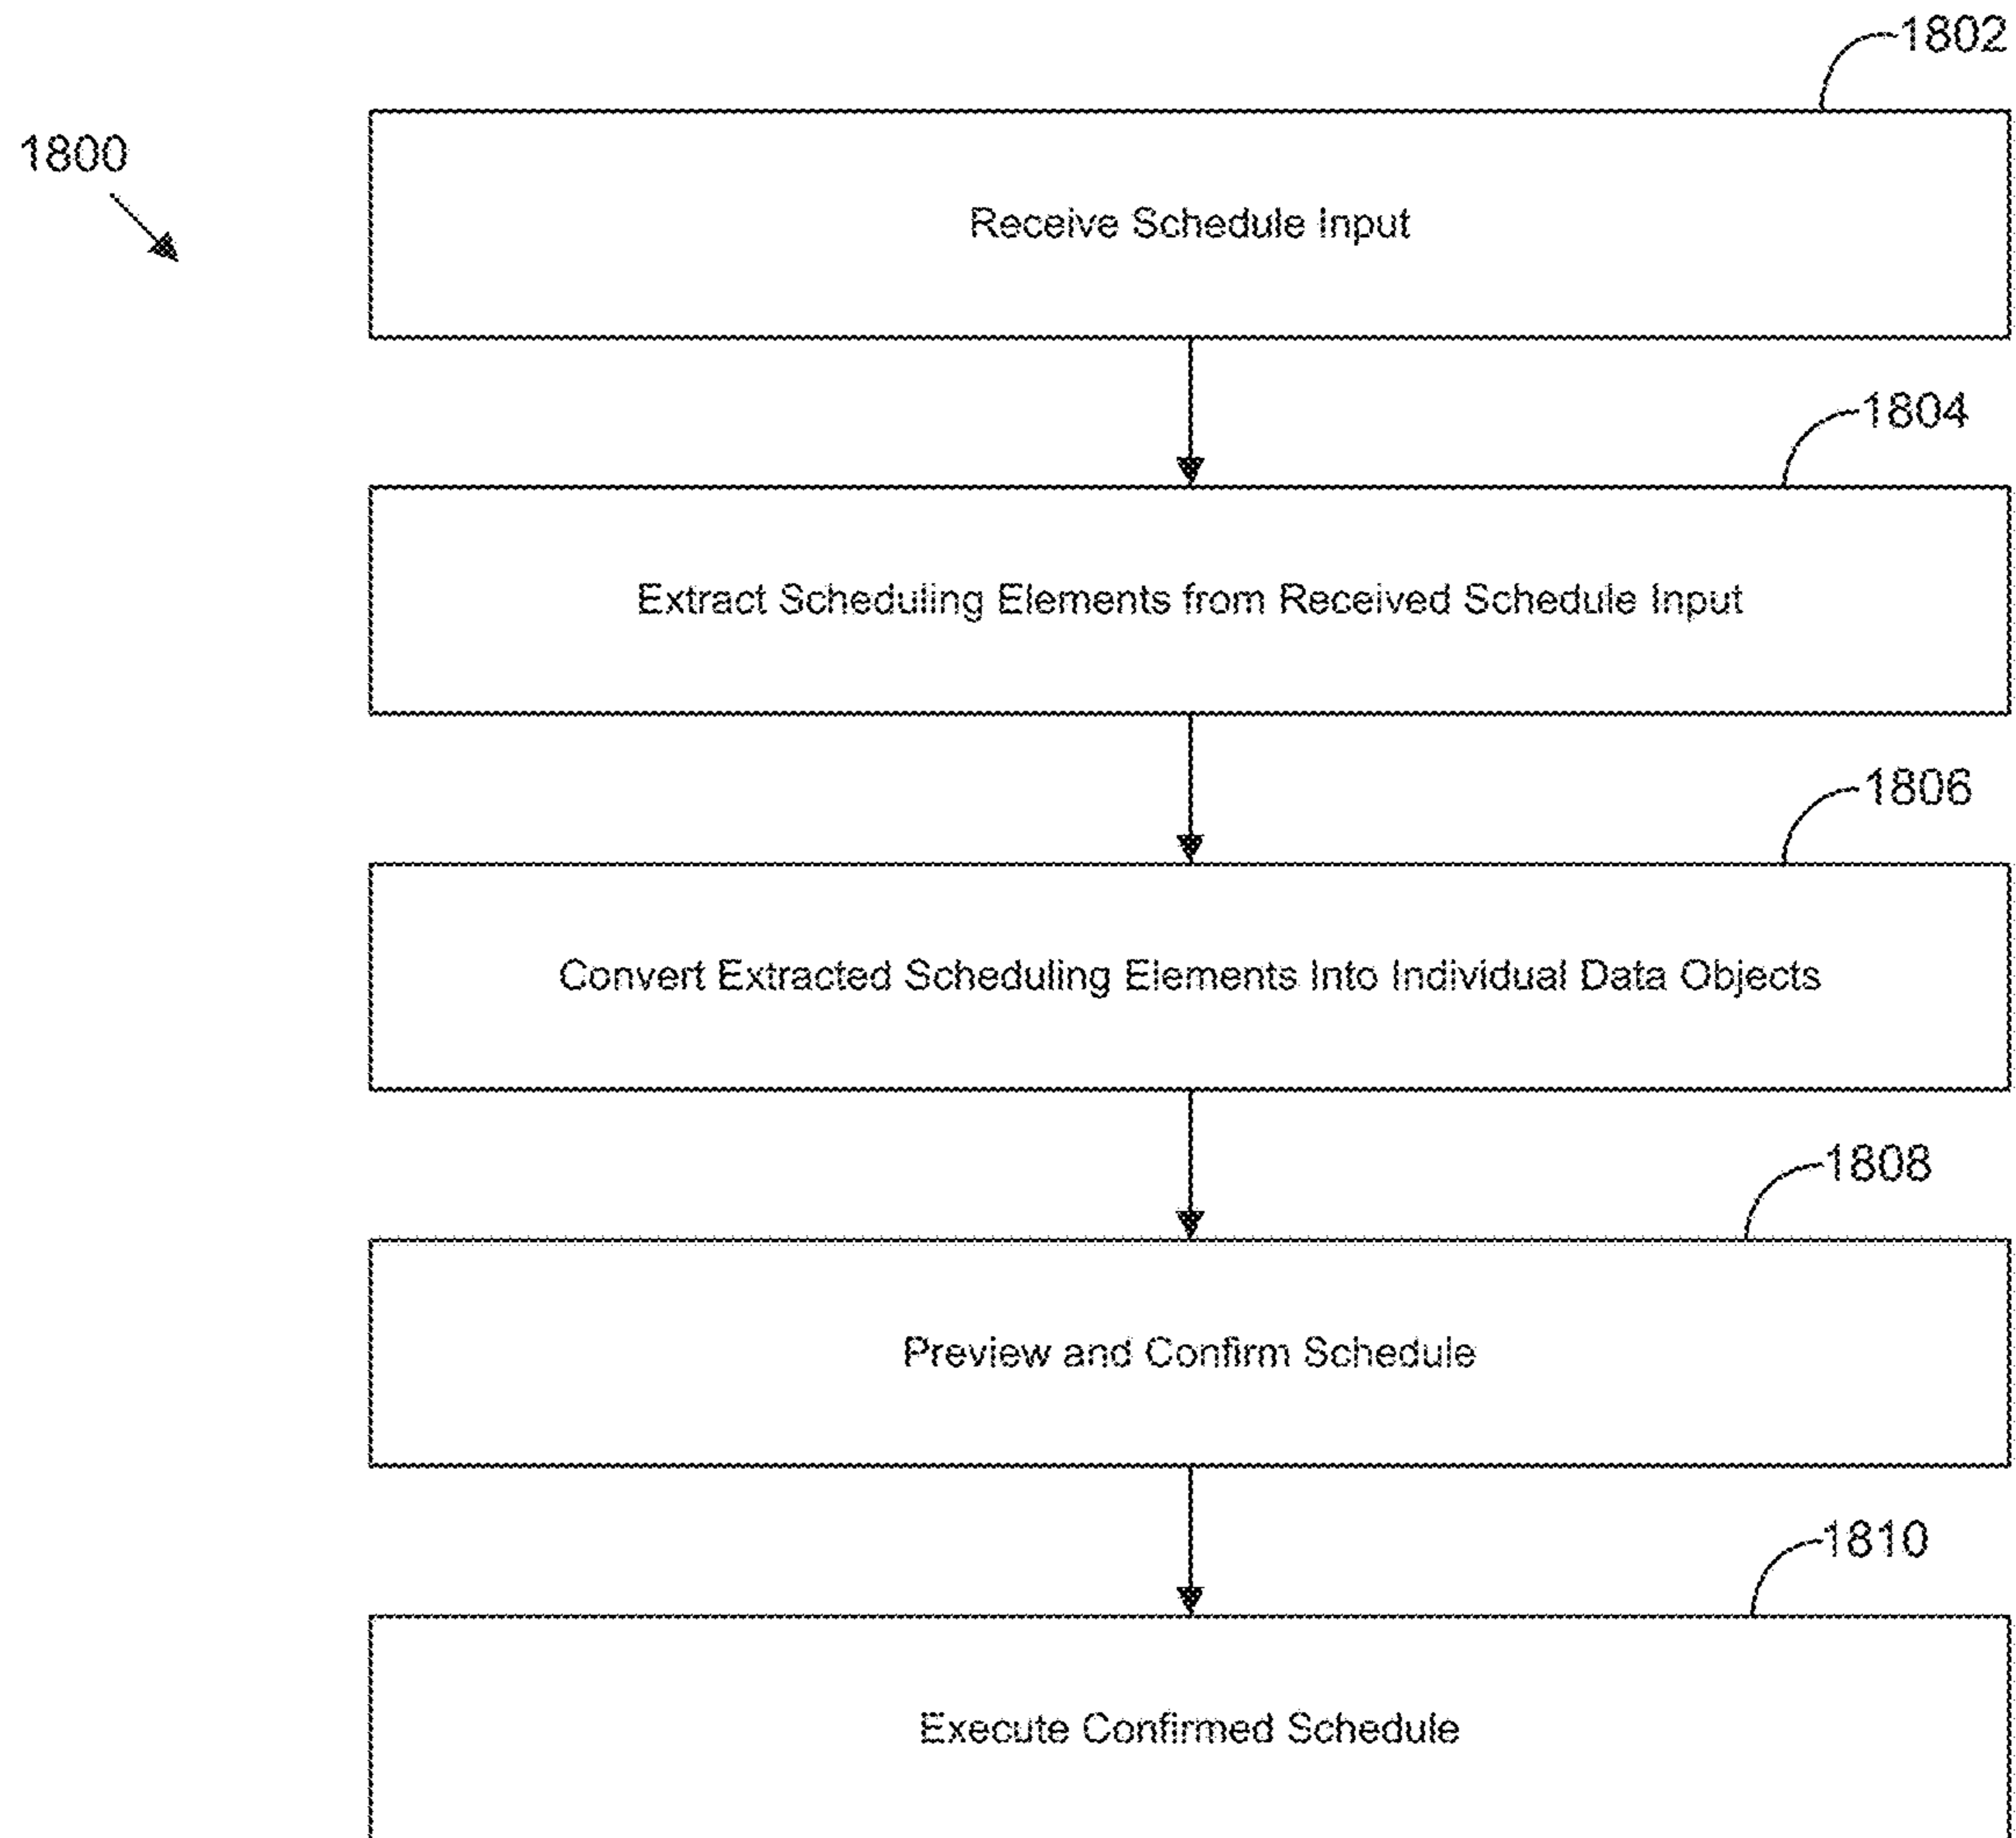 1802
1800
Receive Schedule Input
1804
Extract Scheduling Elements from Received Schedule Input
1806
Convert Extracted Scheduling Elements Into Individual Data Objects
1808
Preview and Confirm Schedule
1810
Execute Confirmed Schedule